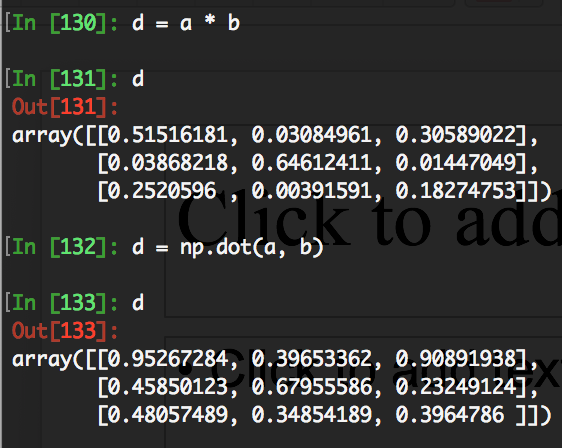 [In [130]: d = a * b
[In [131]: d
Out[131]:
array([[0.51516181, 0.03084961, 0.30589022],
[0.03868218, 0.64612411, 0.01447049],
[0.2520596 , 0.00391591, 0.18274753]])
Click to add
[In [132]: d = np.dot(a, b)
[In [133]: d
Out[133]:
array([[0.95267284, 0.39653362, 0.90891938],
• Click to add text
[0.45850123, 0.67955586, 0.23249124],
[0.48057489, 0.34854189, 0.3964786 ]])